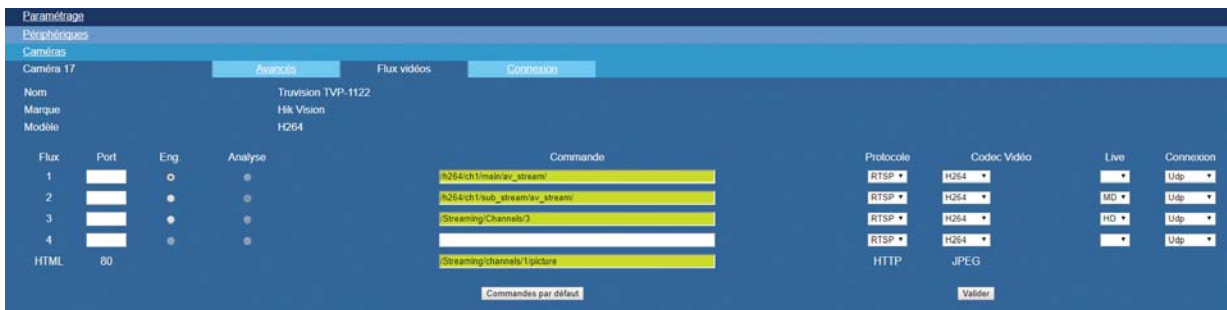 Paramétrage
Périphériques
Caméras
Caméra 17 Avancés Flux vidéos Connexion
Nom Truvision TVP-1122
Marque Hik Vision
Modèle H264
Flux Port Eng. Analyse Commande Protocole Codec Vidéo Live Connexion
1 /h264/ch1/main/av_stream/ RTSP H264 Udp
2 /h264/ch1/sub_stream/av_stream/ RTSP H264 MD Udp
3 /Streaming/Channels/3 RTSP H264 HD Udp
4 RTSP H264 Udp
HTML 80 /Streaming/channels/1/picture HTTP JPEG
Commandes par défaut Valider